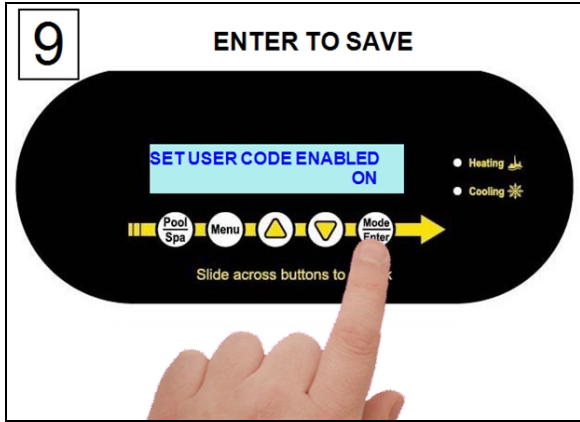 9
ENTER TO SAVE
SET USER CODE ENABLED
ON
Heating
Cooling
Pool
Spa
Menu
Mode
Enter
Slide across buttons to